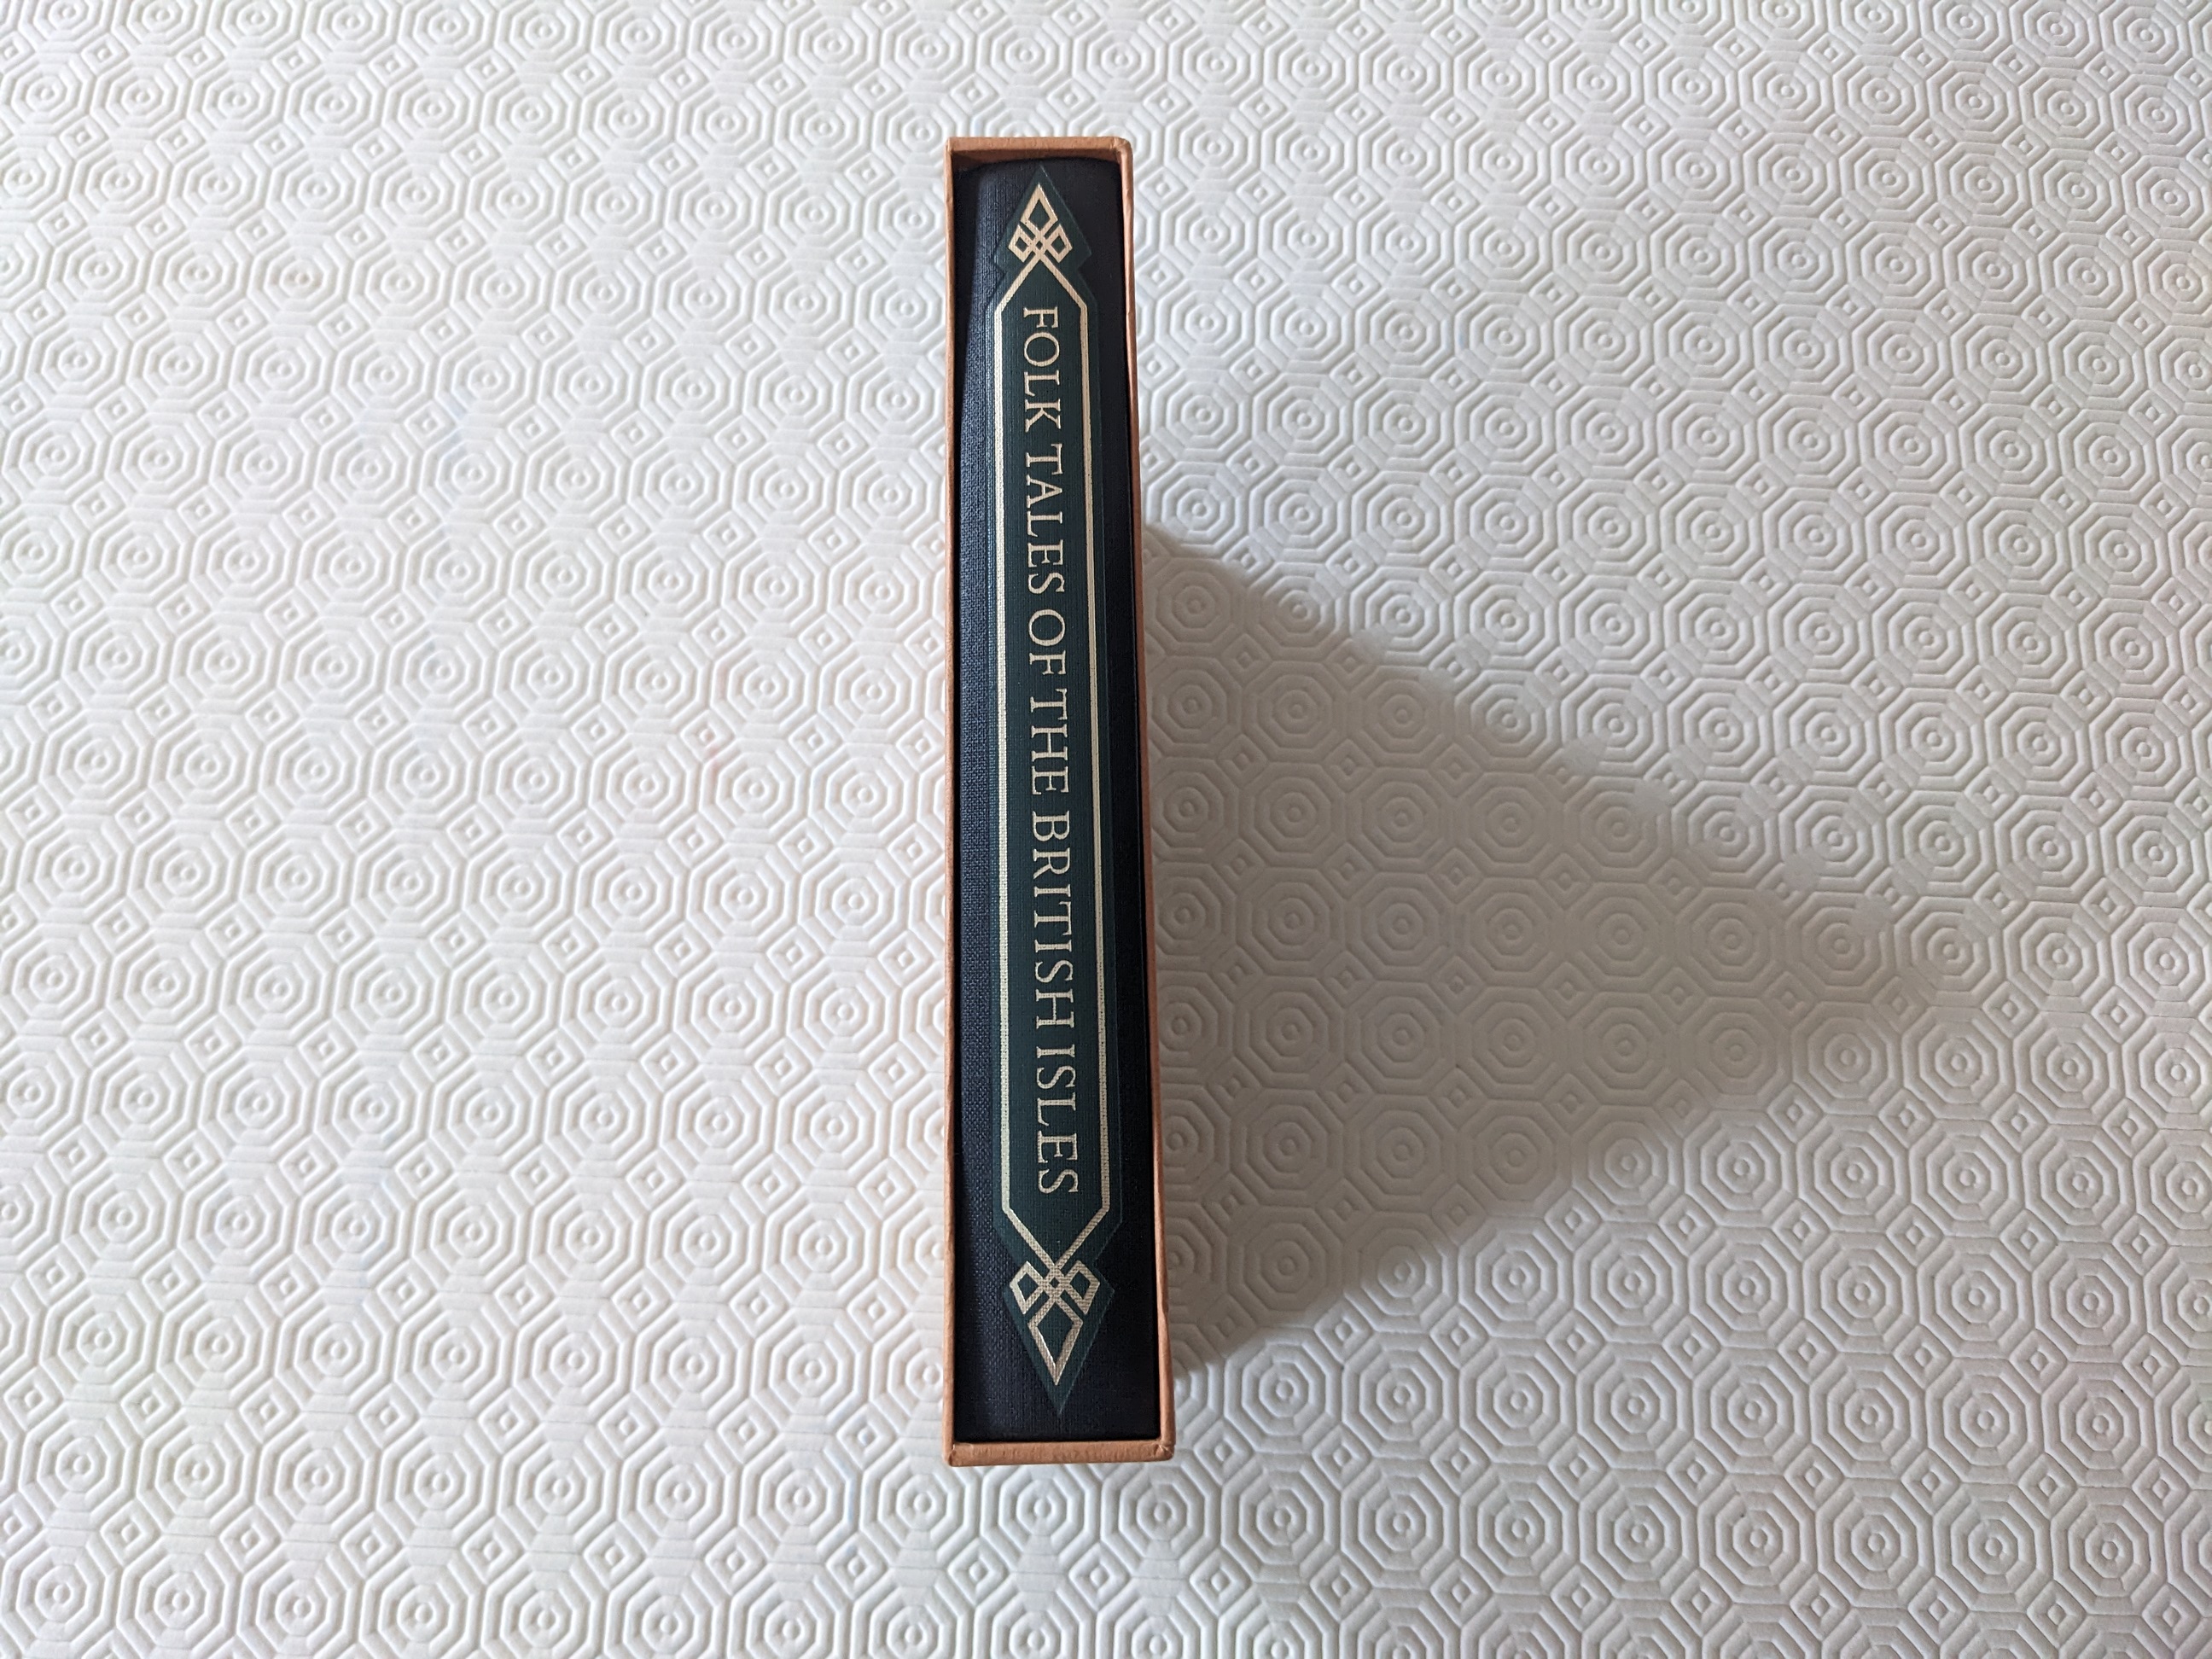 FOLK TALES OF THE BRITISH ISLES